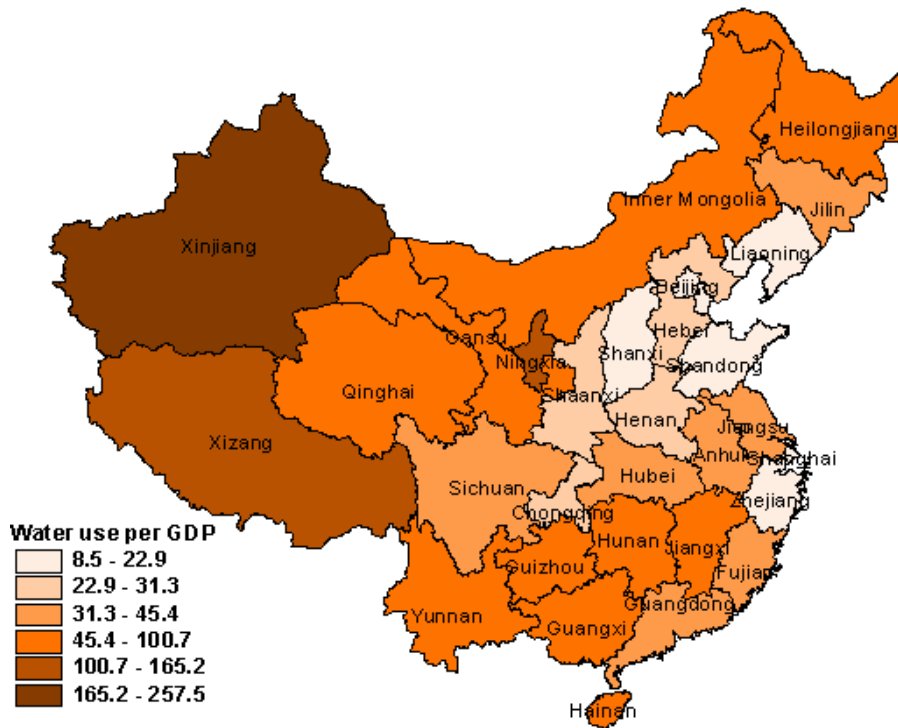 Heilongjiang
Inner Mongolia
Jilin
Xinjiang
Liaoning
Beijing
Gansu
Hebei
Ningxia
Shanxi
Shandong
Qinghai
Shaanxi
Henan
Jiangsu
Xizang
Anhui
Shanghai
Sichuan
Hubei
Zhejiang
Chongqing
Hunan
Jiangxi
Guizhou
Fujian
Yunnan
Guangdong
Guangxi
Hainan
Water use per GDP
8.5 - 22.9
22.9 - 31.3
31.3 - 45.4
45.4 - 100.7
100.7 - 165.2
165.2 - 257.5